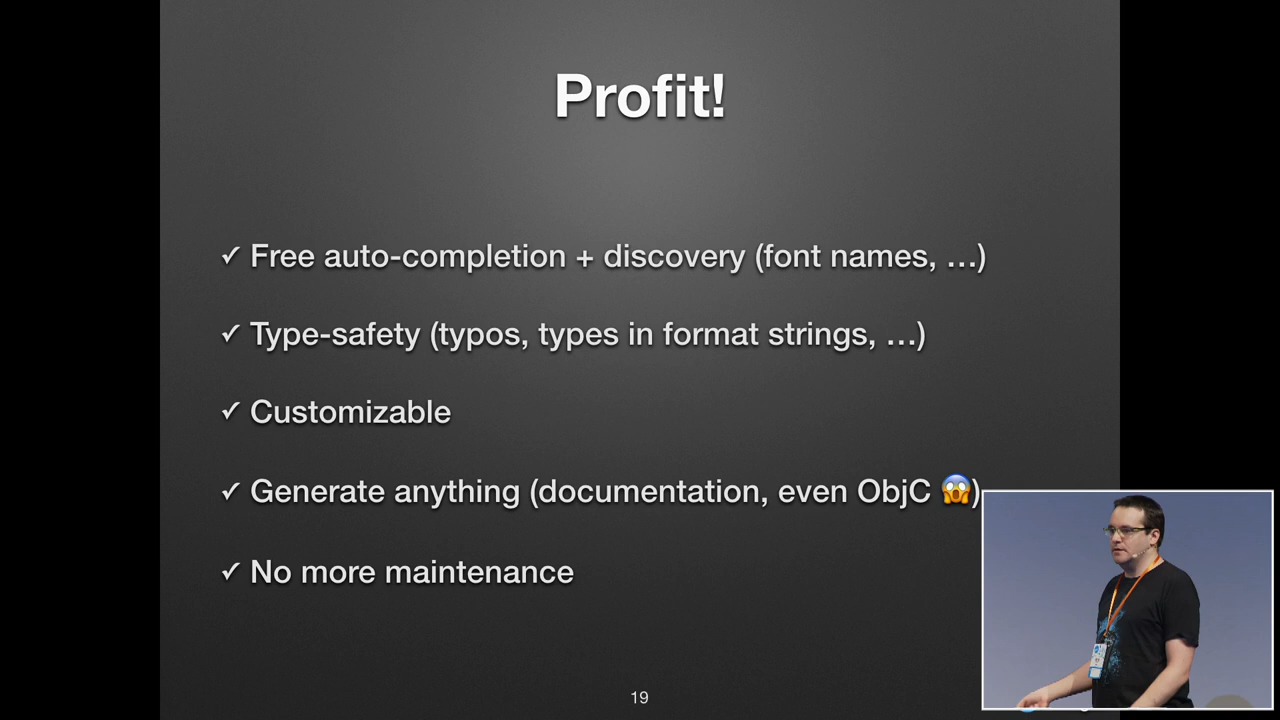 Profit!
✓ Free auto-completion + discovery (font names, …)
✓ Type-safety (typos, types in format strings, …)
✓ Customizable
✓ Generate anything (documentation, even ObjC 😱)
✓ No more maintenance
19